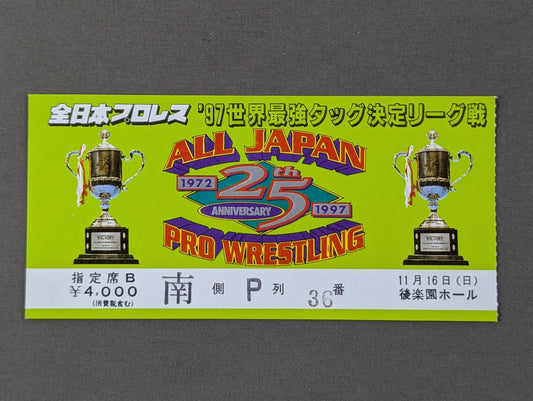 全日本プロレス '97世界最強タッグ決定リーグ戦
ALL JAPAN
1972 25th 1997
ANNIVERSARY
PRO WRESTLING
VICTORY
VICTORY
指定席B
¥4,000
(消費税含む)
南 側 P 列 36 番
11月16日(日)
後楽園ホール